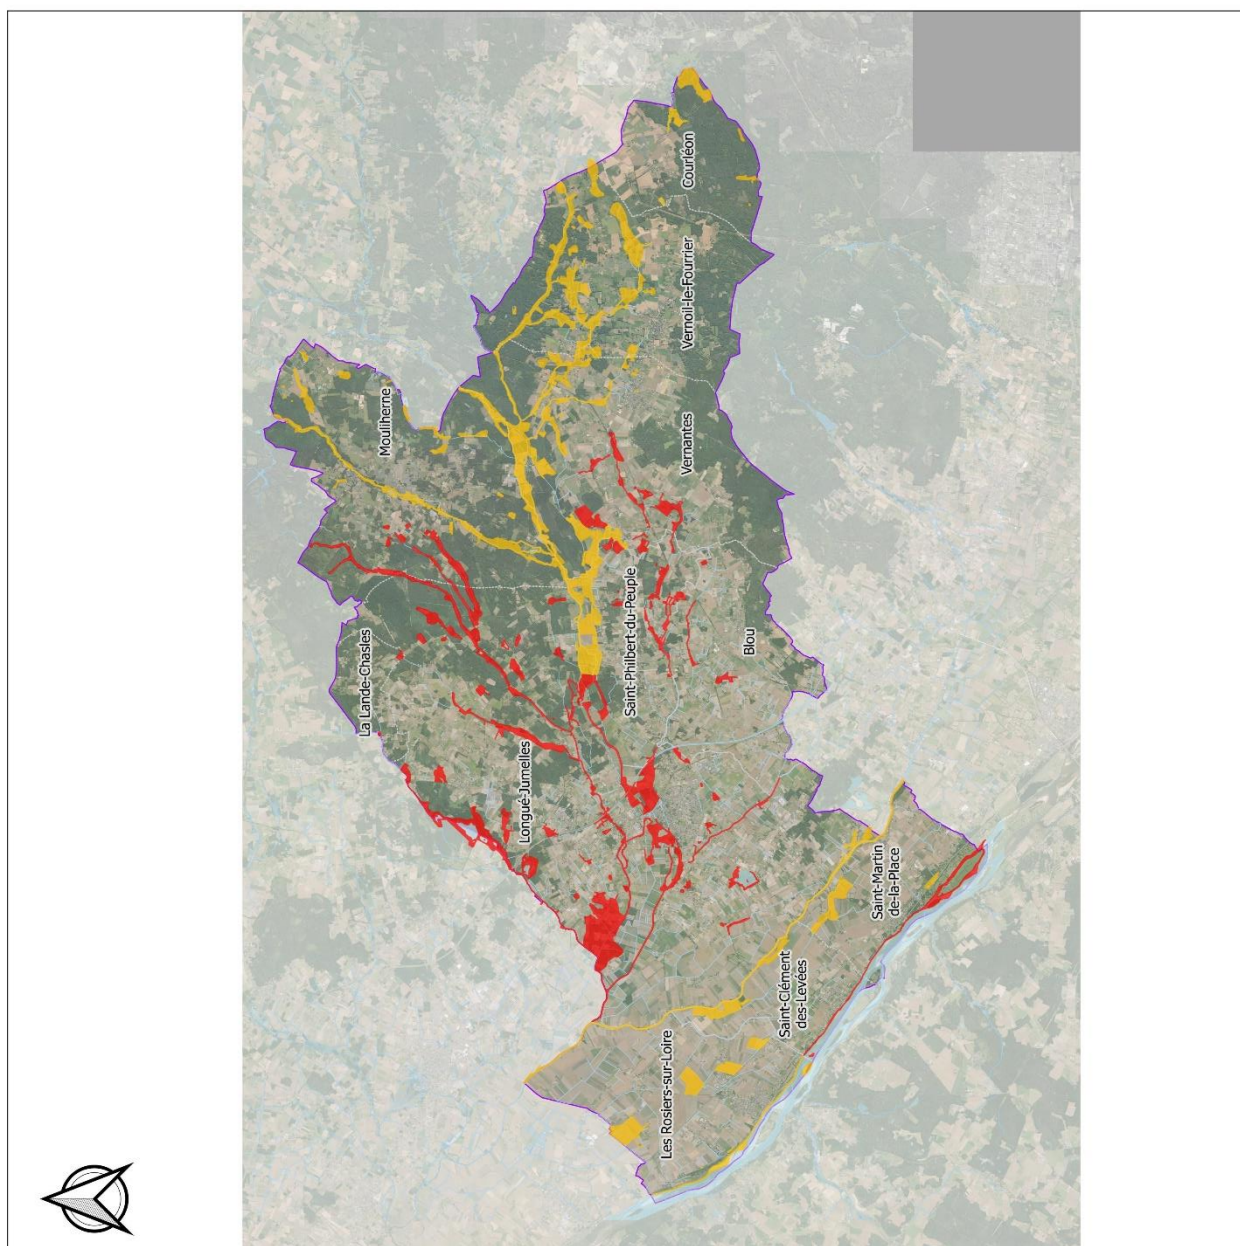 Courléon
Vernoil-le-Fourrier
Mouliherne
Vernantes
La Lande-Chasles
Saint-Philbert-du-Peuple
Blou
Longué-Jumelles
Saint-Martin
de-la-Place
Saint-Clément
des-Levées
Les Rosiers-sur-Loire